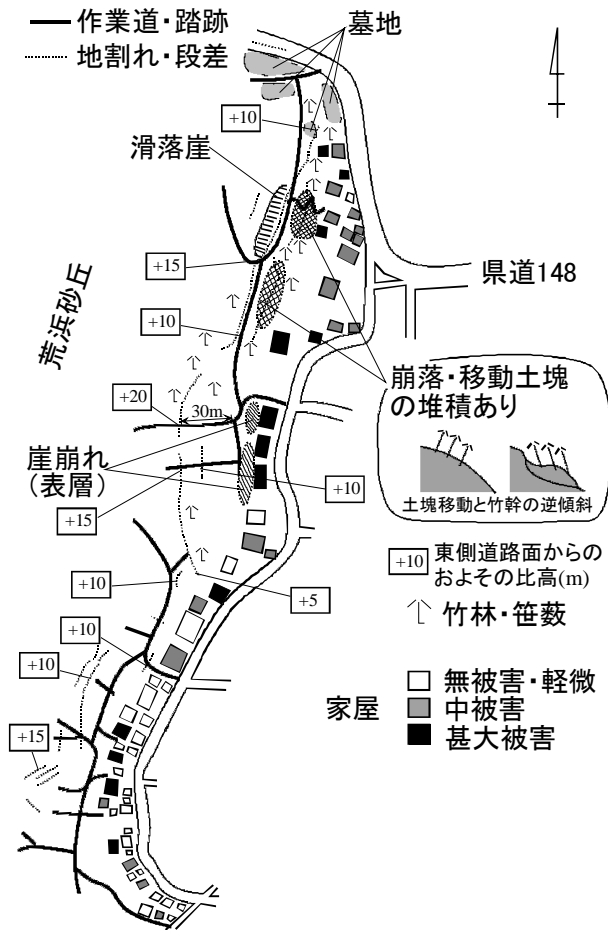 作業道・踏跡
地割れ・段差
墓地
+10
滑落崖
+15
県道148
荒浜砂丘
+10
崩落・移動土塊
の堆積あり
+20
30m
崖崩れ
(表層)
+10
+15
土塊移動と竹幹の逆傾斜
+10
東側道路面からの
おおよその比高(m)
+10
+5
竹林・笹薮
+10
+10
家屋
無被害・軽微
中被害
甚大被害
+15